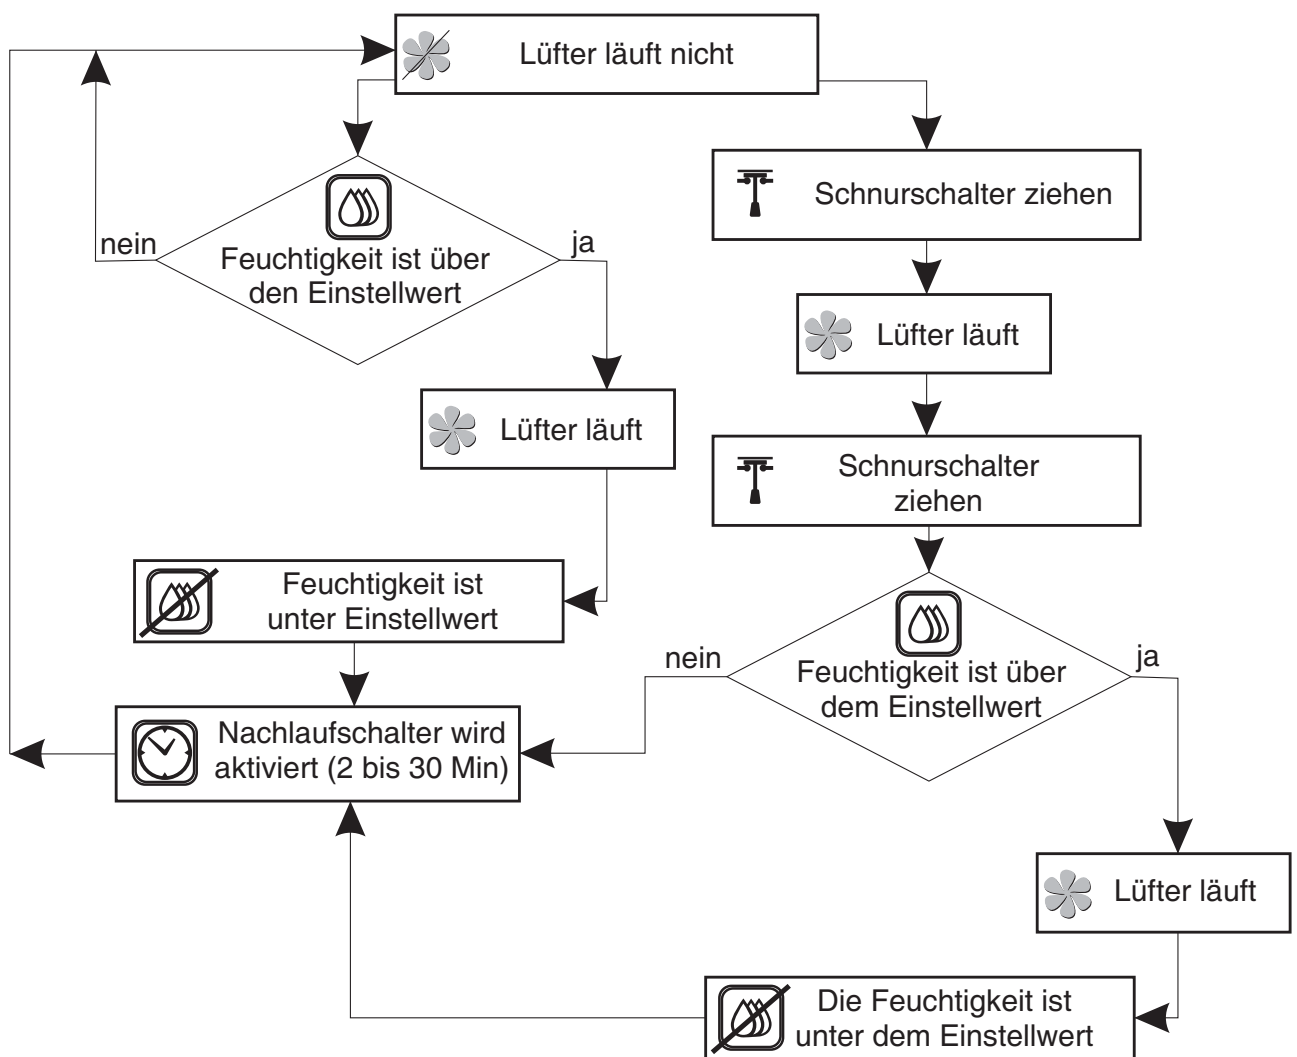 Lüfter läuft nicht
Schnurschalter ziehen
nein
ja
Feuchtigkeit ist über
den Einstellwert
Lüfter läuft
Lüfter läuft
Schnurschalter
ziehen
Feuchtigkeit ist
unter Einstellwert
nein
ja
Feuchtigkeit ist über
dem Einstellwert
Nachlaufschalter wird
aktiviert (2 bis 30 Min)
Lüfter läuft
Die Feuchtigkeit ist
unter dem Einstellwert